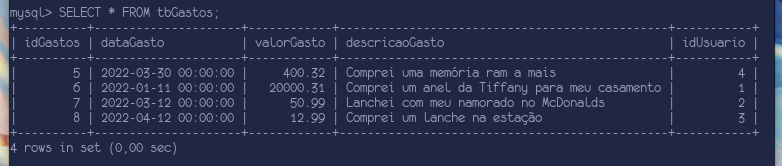 mysql> SELECT * FROM tbGastos;
+----------+---------------------+------------+----------------------------------------------+-----------+
| idGastos | dataGasto           | valorGasto | descricaoGasto                               | idUsuario |
+----------+---------------------+------------+----------------------------------------------+-----------+
|        5 | 2022-03-30 00:00:00 |     400.32 | Comprei uma memória ram a mais               |         4 |
|        6 | 2022-01-11 00:00:00 |   20000.31 | Comprei um anel da Tiffany para meu casamento |         1 |
|        7 | 2022-03-12 00:00:00 |      50.99 | Lanchei com meu namorado no McDonalds        |         2 |
|        8 | 2022-04-12 00:00:00 |      12.99 | Comprei um lanche na estação                 |         3 |
+----------+---------------------+------------+----------------------------------------------+-----------+
4 rows in set (0,00 sec)